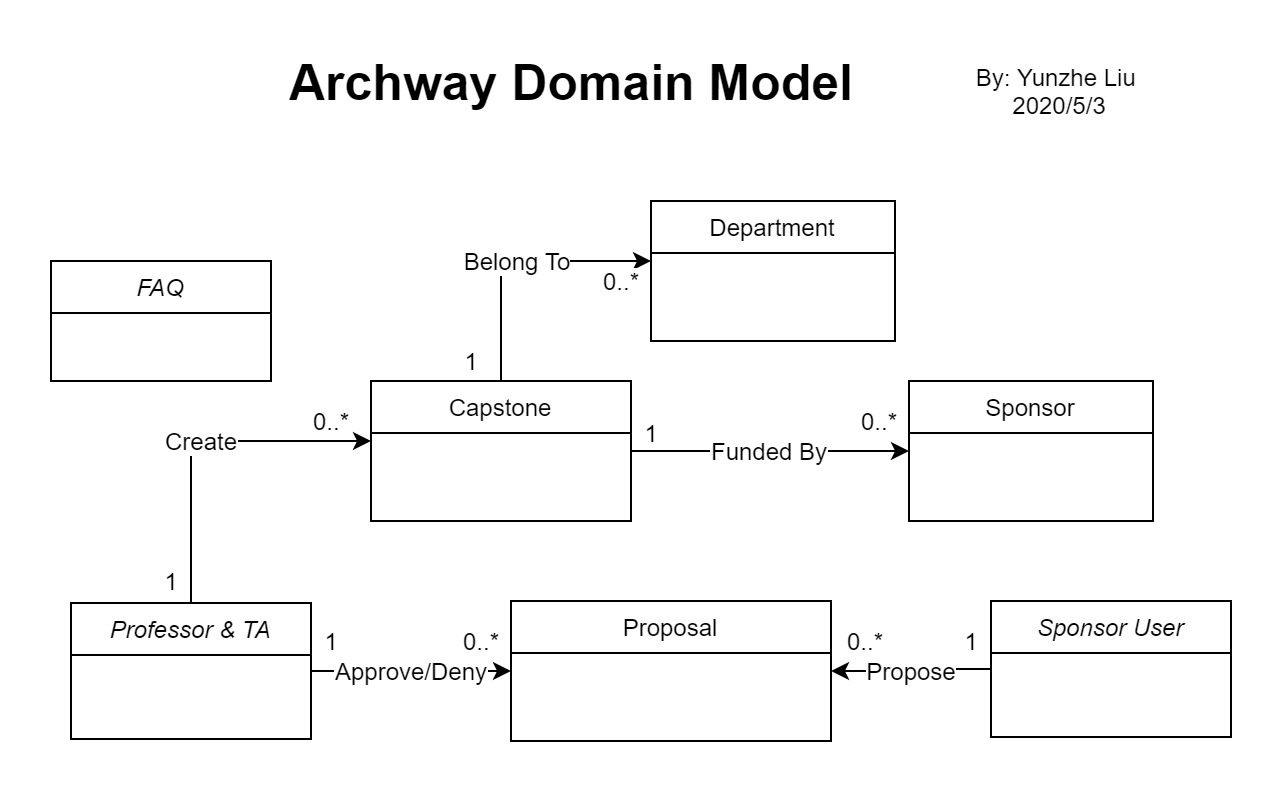 Archway Domain Model
By: Yunzhe Liu
2020/5/3
Department
Belong To
0..*
FAQ
1
Capstone
Sponsor
0..*
Create
1
Funded By
0..*
1
Professor & TA
Proposal
Sponsor User
1
Approve/Deny
0..*
0..*
Propose
1